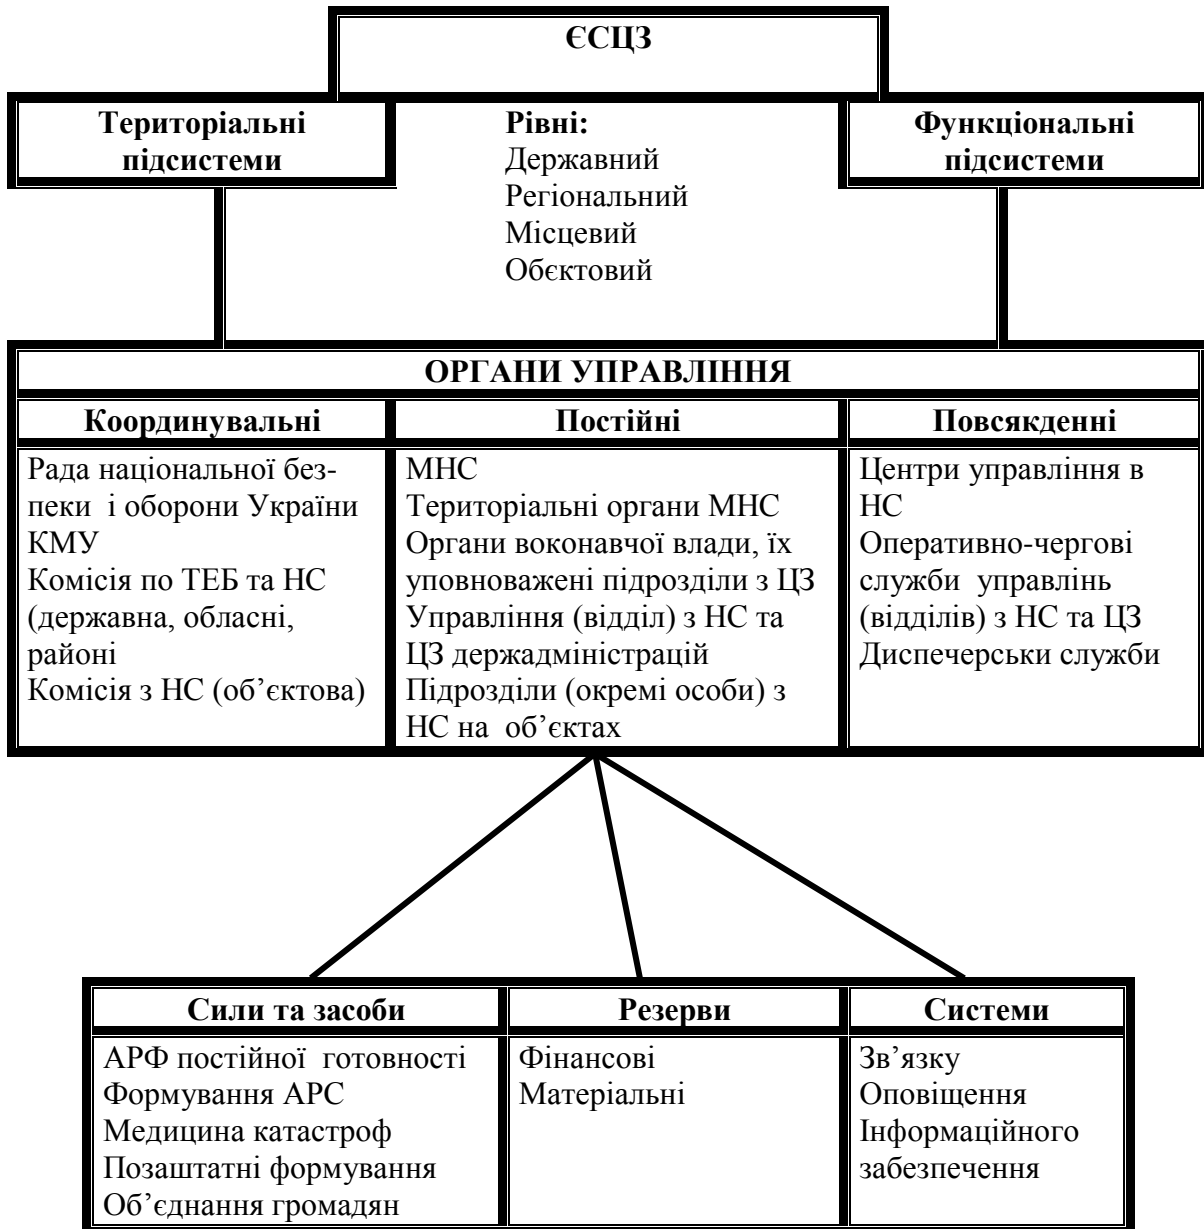 ЄСЦЗ
Територіальні
підсистеми
Рівні:
Державний
Регіональний
Місцевий
Обєктовий
Функціональні
підсистеми
ОРГАНИ УПРАВЛІННЯ
Координувальні
Рада національної без-
пеки і оборони України
КМУ
Комісія по ТЕБ та НС
(державна, обласні,
районі
Комісія з НС (об’єктова)
Постійні
МНС
Територіальні органи МНС
Органи воконавчої влади, їх
уповноважені підрозділи з ЦЗ
Управління (відділ) з НС та
ЦЗ держадміністрацій
Підрозділи (окремі особи) з
НС на об’єктах
Повсякденні
Центри управління в
НС
Оперативно-чергові
служби управлінь
(відділів) з НС та ЦЗ
Диспечерськи служби
Сили та засоби
АРФ постійної готовності
Формування АРС
Медицина катастроф
Позаштатні формування
Об’єднання громадян
Резерви
Фінансові
Матеріальні
Системи
Зв’язку
Оповіщення
Інформаційного
забезпечення